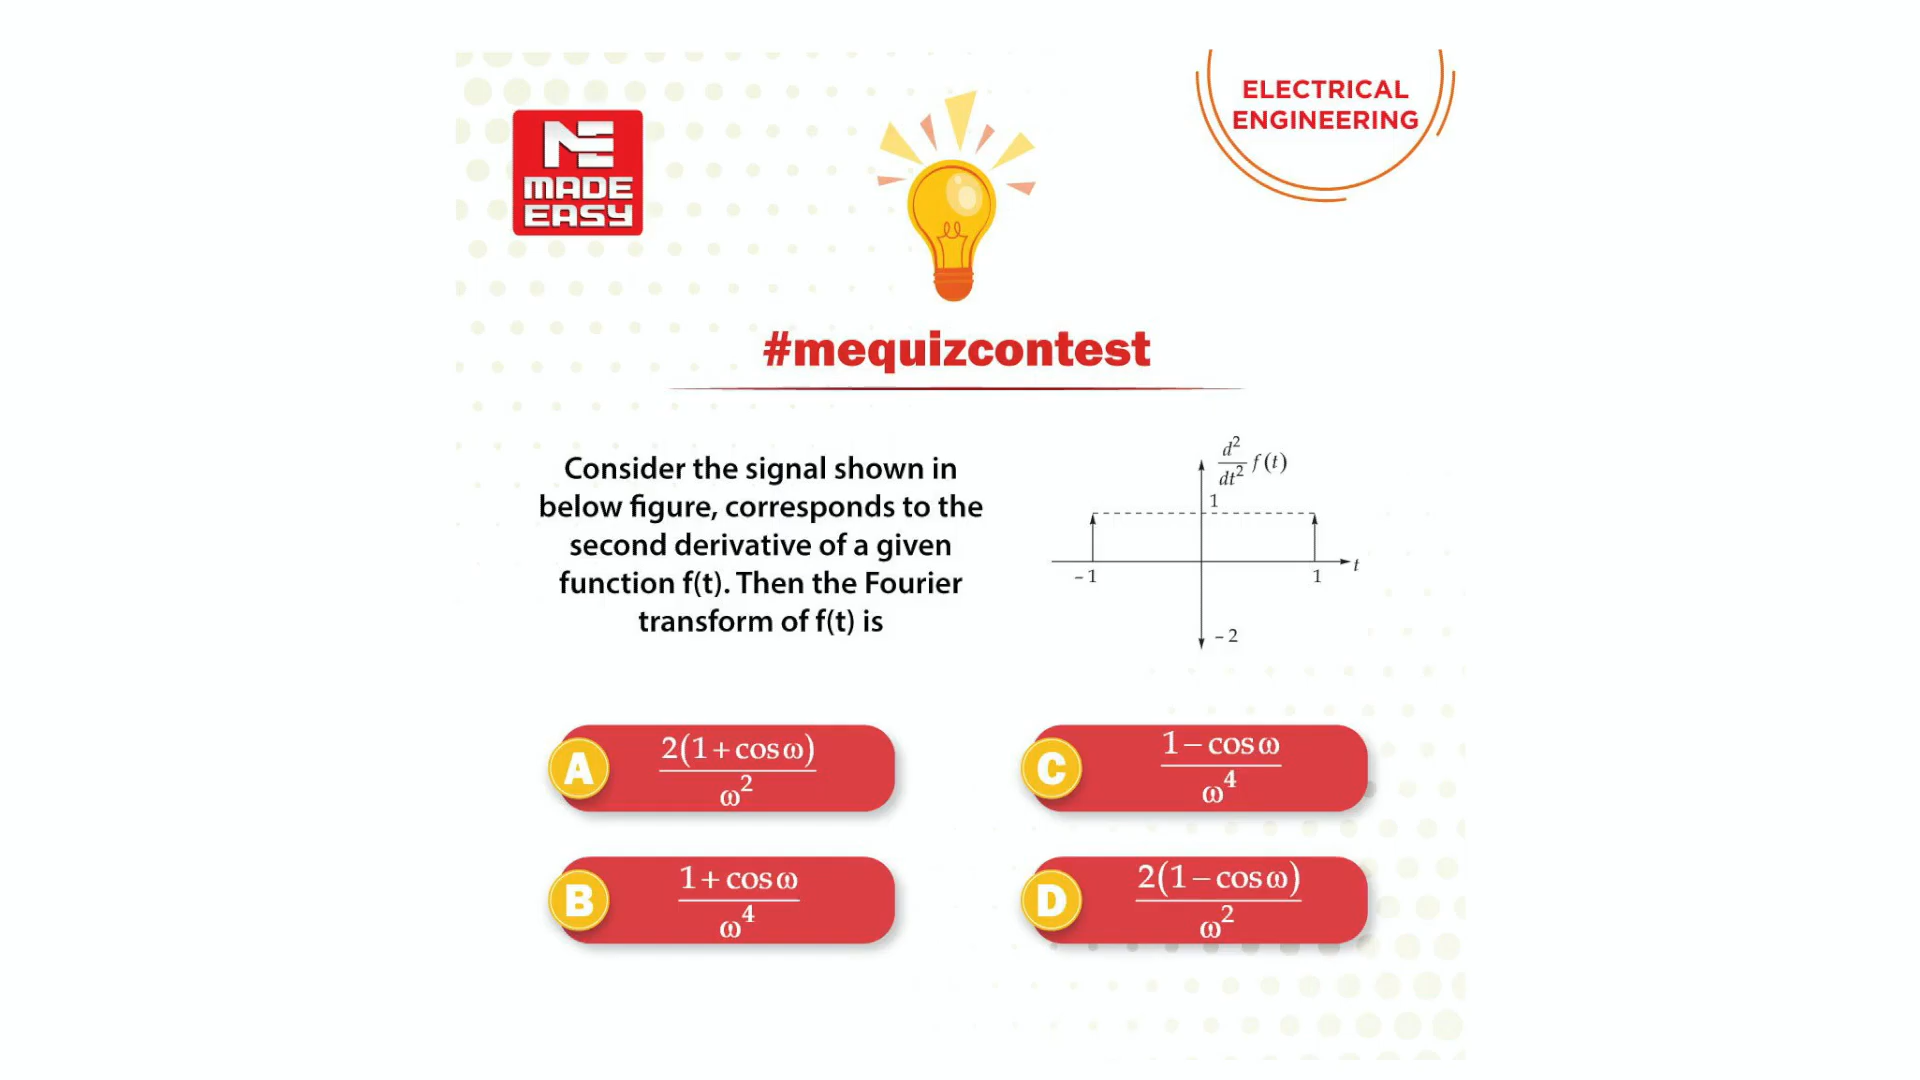 ELECTRICAL
ENGINEERING
ME
MADE
EASY
#mequizcontest
Consider the signal shown in
below figure, corresponds to the
second derivative of a given
function f(t). Then the Fourier
transform of f(t) is
d²/dt² f(t)
1
-1
1
t
-2
A 2(1+cosω)/ω²
C 1−cosω/ω⁴
B 1+cosω/ω⁴
D 2(1−cosω)/ω²